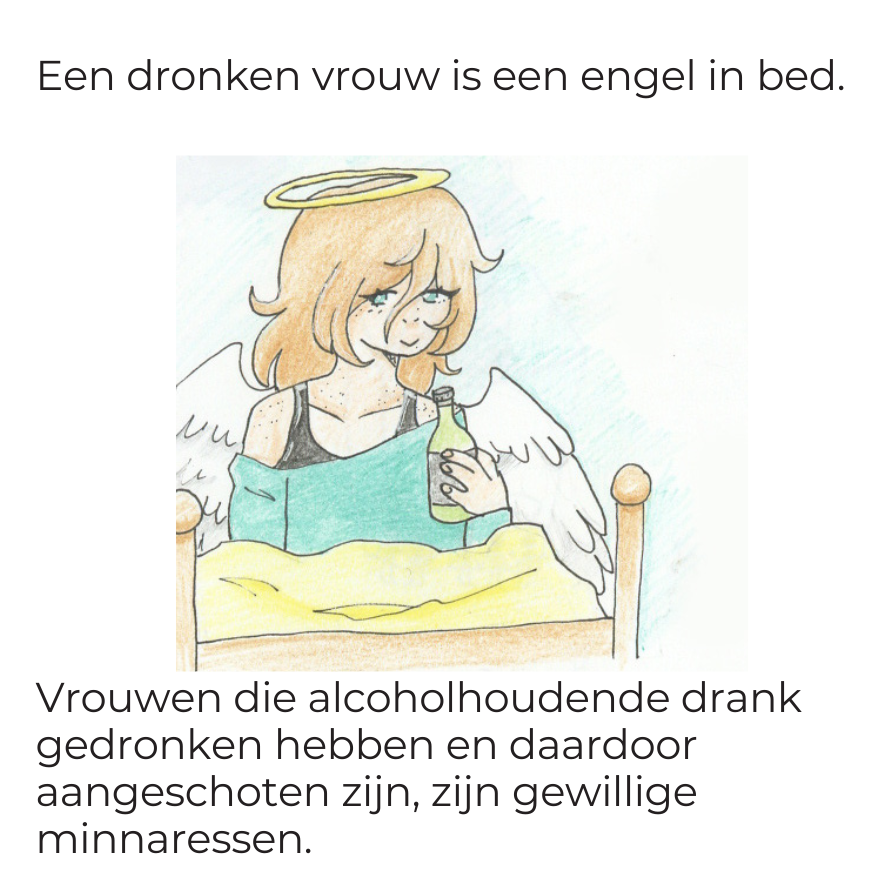 Een dronken vrouw is een engel in bed.
Vrouwen die alcoholhoudende drank
gedronken hebben en daardoor
aangeschoten zijn, zijn gewillige
minnaressen.